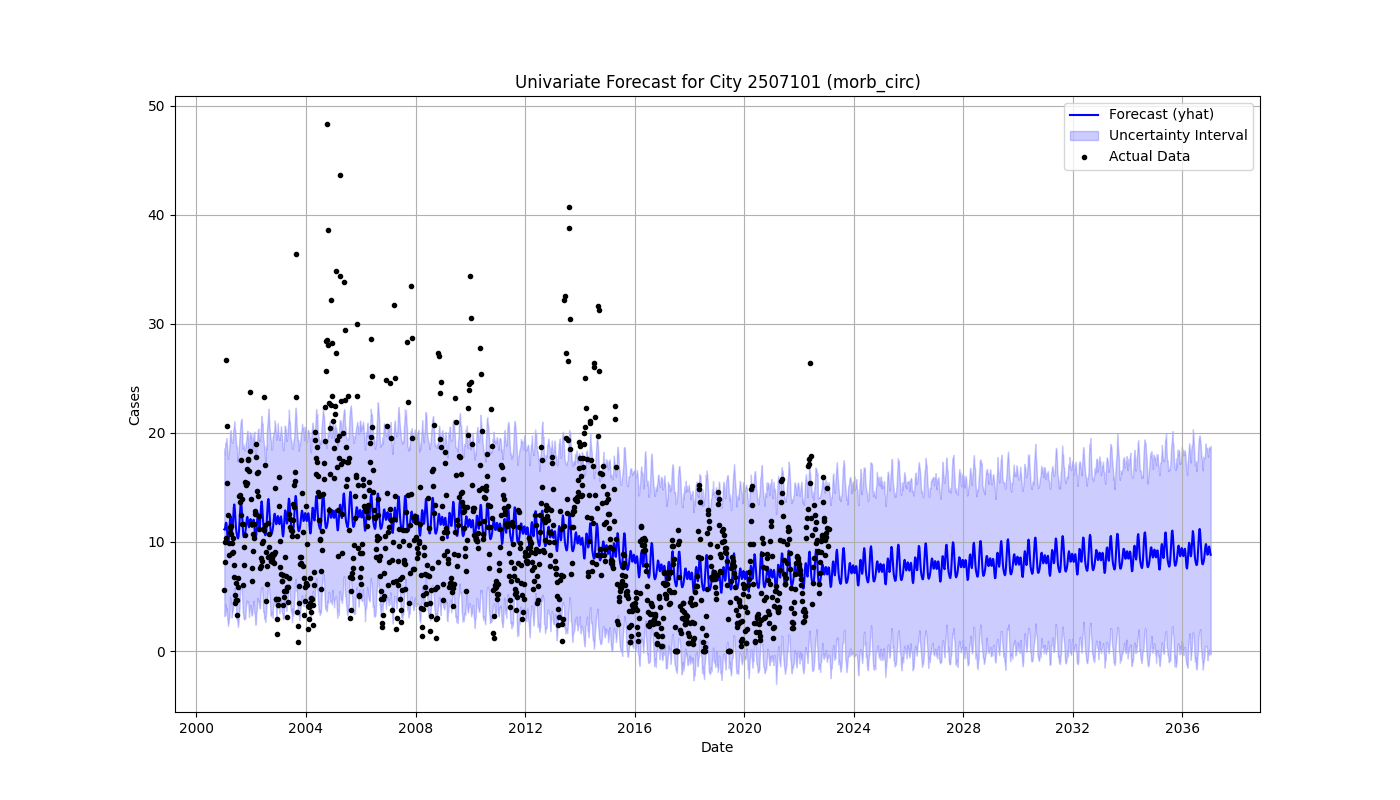 Univariate Forecast for City 2507101 (morb_circ)
Forecast (yhat)
Uncertainty Interval
Actual Data
Cases
50
40
30
20
10
0
2000 2004 2008 2012 2016 2020 2024 2028 2032 2036
Date